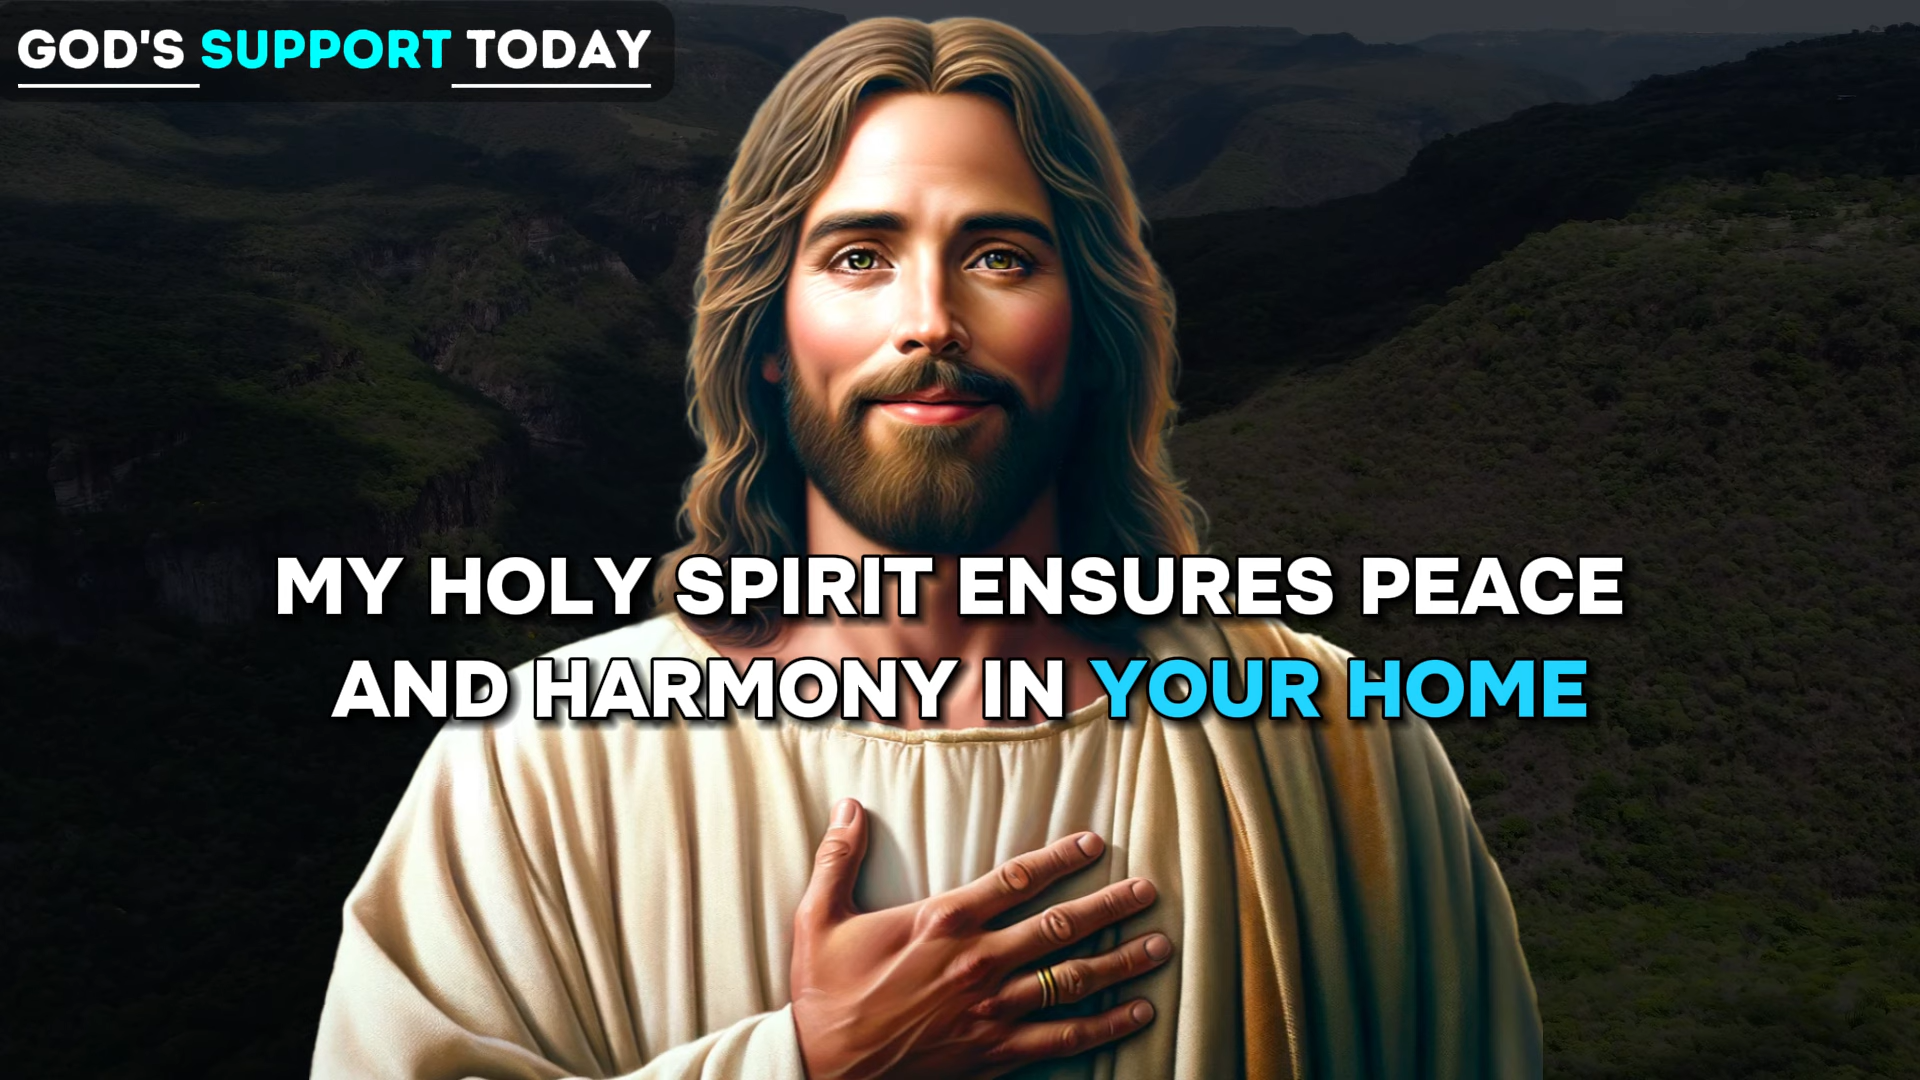 GOD'S SUPPORT TODAY
MY HOLY SPIRIT ENSURES PEACE
AND HARMONY IN YOUR HOME